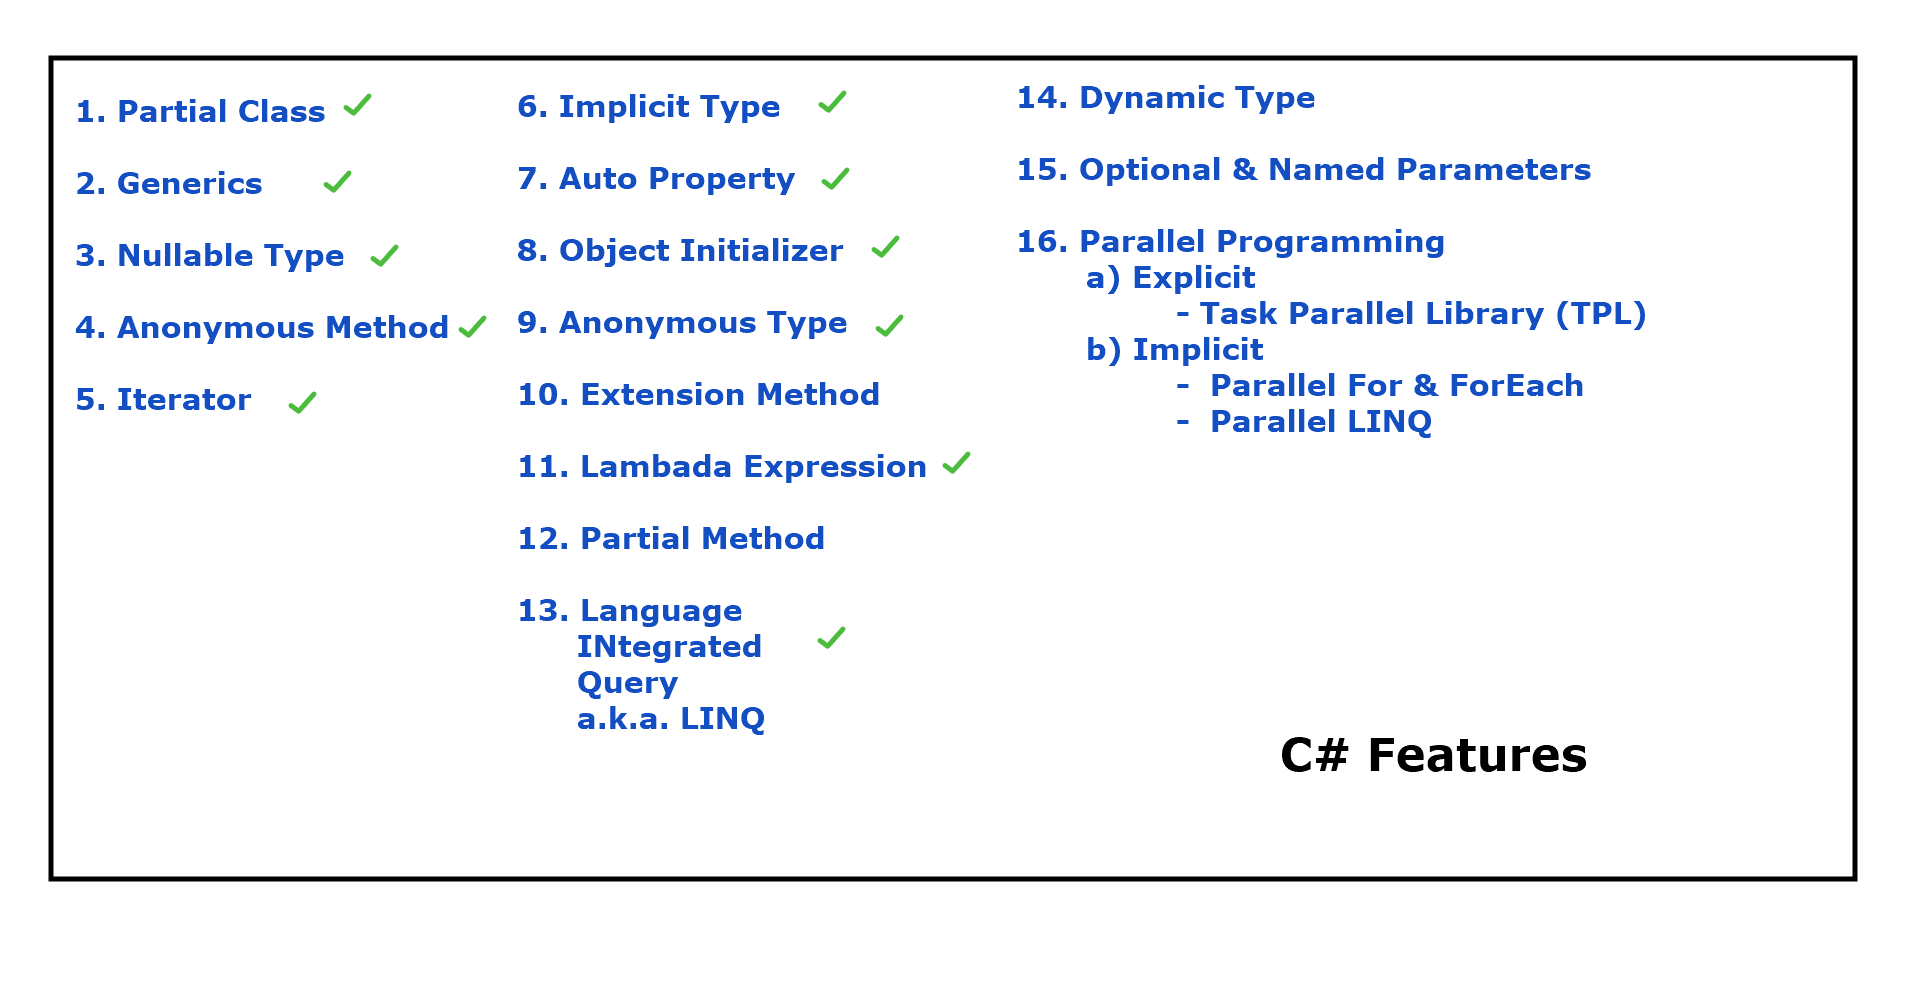 1. Partial Class
2. Generics
3. Nullable Type
4. Anonymous Method
5. Iterator
6. Implicit Type
7. Auto Property
8. Object Initializer
9. Anonymous Type
10. Extension Method
11. Lambada Expression
12. Partial Method
13. Language
INtegrated
Query
a.k.a. LINQ
14. Dynamic Type
15. Optional & Named Parameters
16. Parallel Programming
a) Explicit
- Task Parallel Library (TPL)
b) Implicit
- Parallel For & ForEach
- Parallel LINQ
C# Features